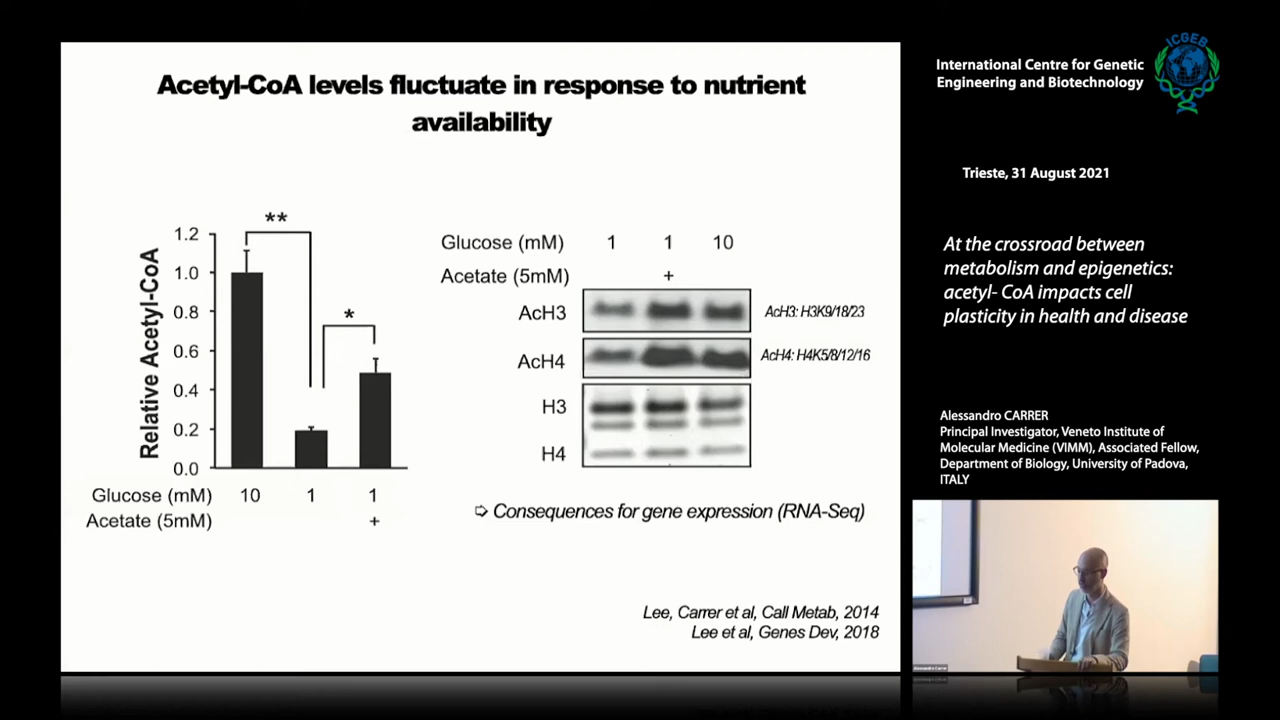 Acetyl-CoA levels fluctuate in response to nutrient
availability
**
*
Relative Acetyl-CoA
1.2
1.0
0.8
0.6
0.4
0.2
0.0
Glucose (mM) 10 1 1
Acetate (5mM) +
Glucose (mM) 1 1 10
Acetate (5mM) +
AcH3 AcH3: H3K9/18/23
AcH4 AcH4: H4K5/8/12/16
H3
H4
⇨ Consequences for gene expression (RNA-Seq)
Lee, Carrer et al, Call Metab, 2014
Lee et al, Genes Dev, 2018
International Centre for Genetic
Engineering and Biotechnology
ICGEB
Trieste, 31 August 2021
At the crossroad between
metabolism and epigenetics:
acetyl- CoA impacts cell
plasticity in health and disease
Alessandro CARRER
Principal Investigator, Veneto Institute of
Molecular Medicine (VIMM), Associated Fellow,
Department of Biology, University of Padova,
ITALY
Alessandro Carrer